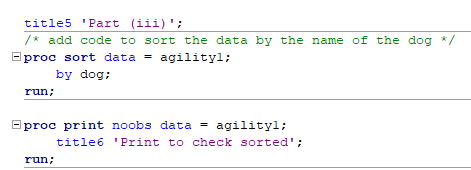 title5 'Part (iii)';
/* add code to sort the data by the name of the dog */
proc sort data = agility1;
by dog;
run;
proc print noobs data = agility1;
title6 'Print to check sorted';
run;